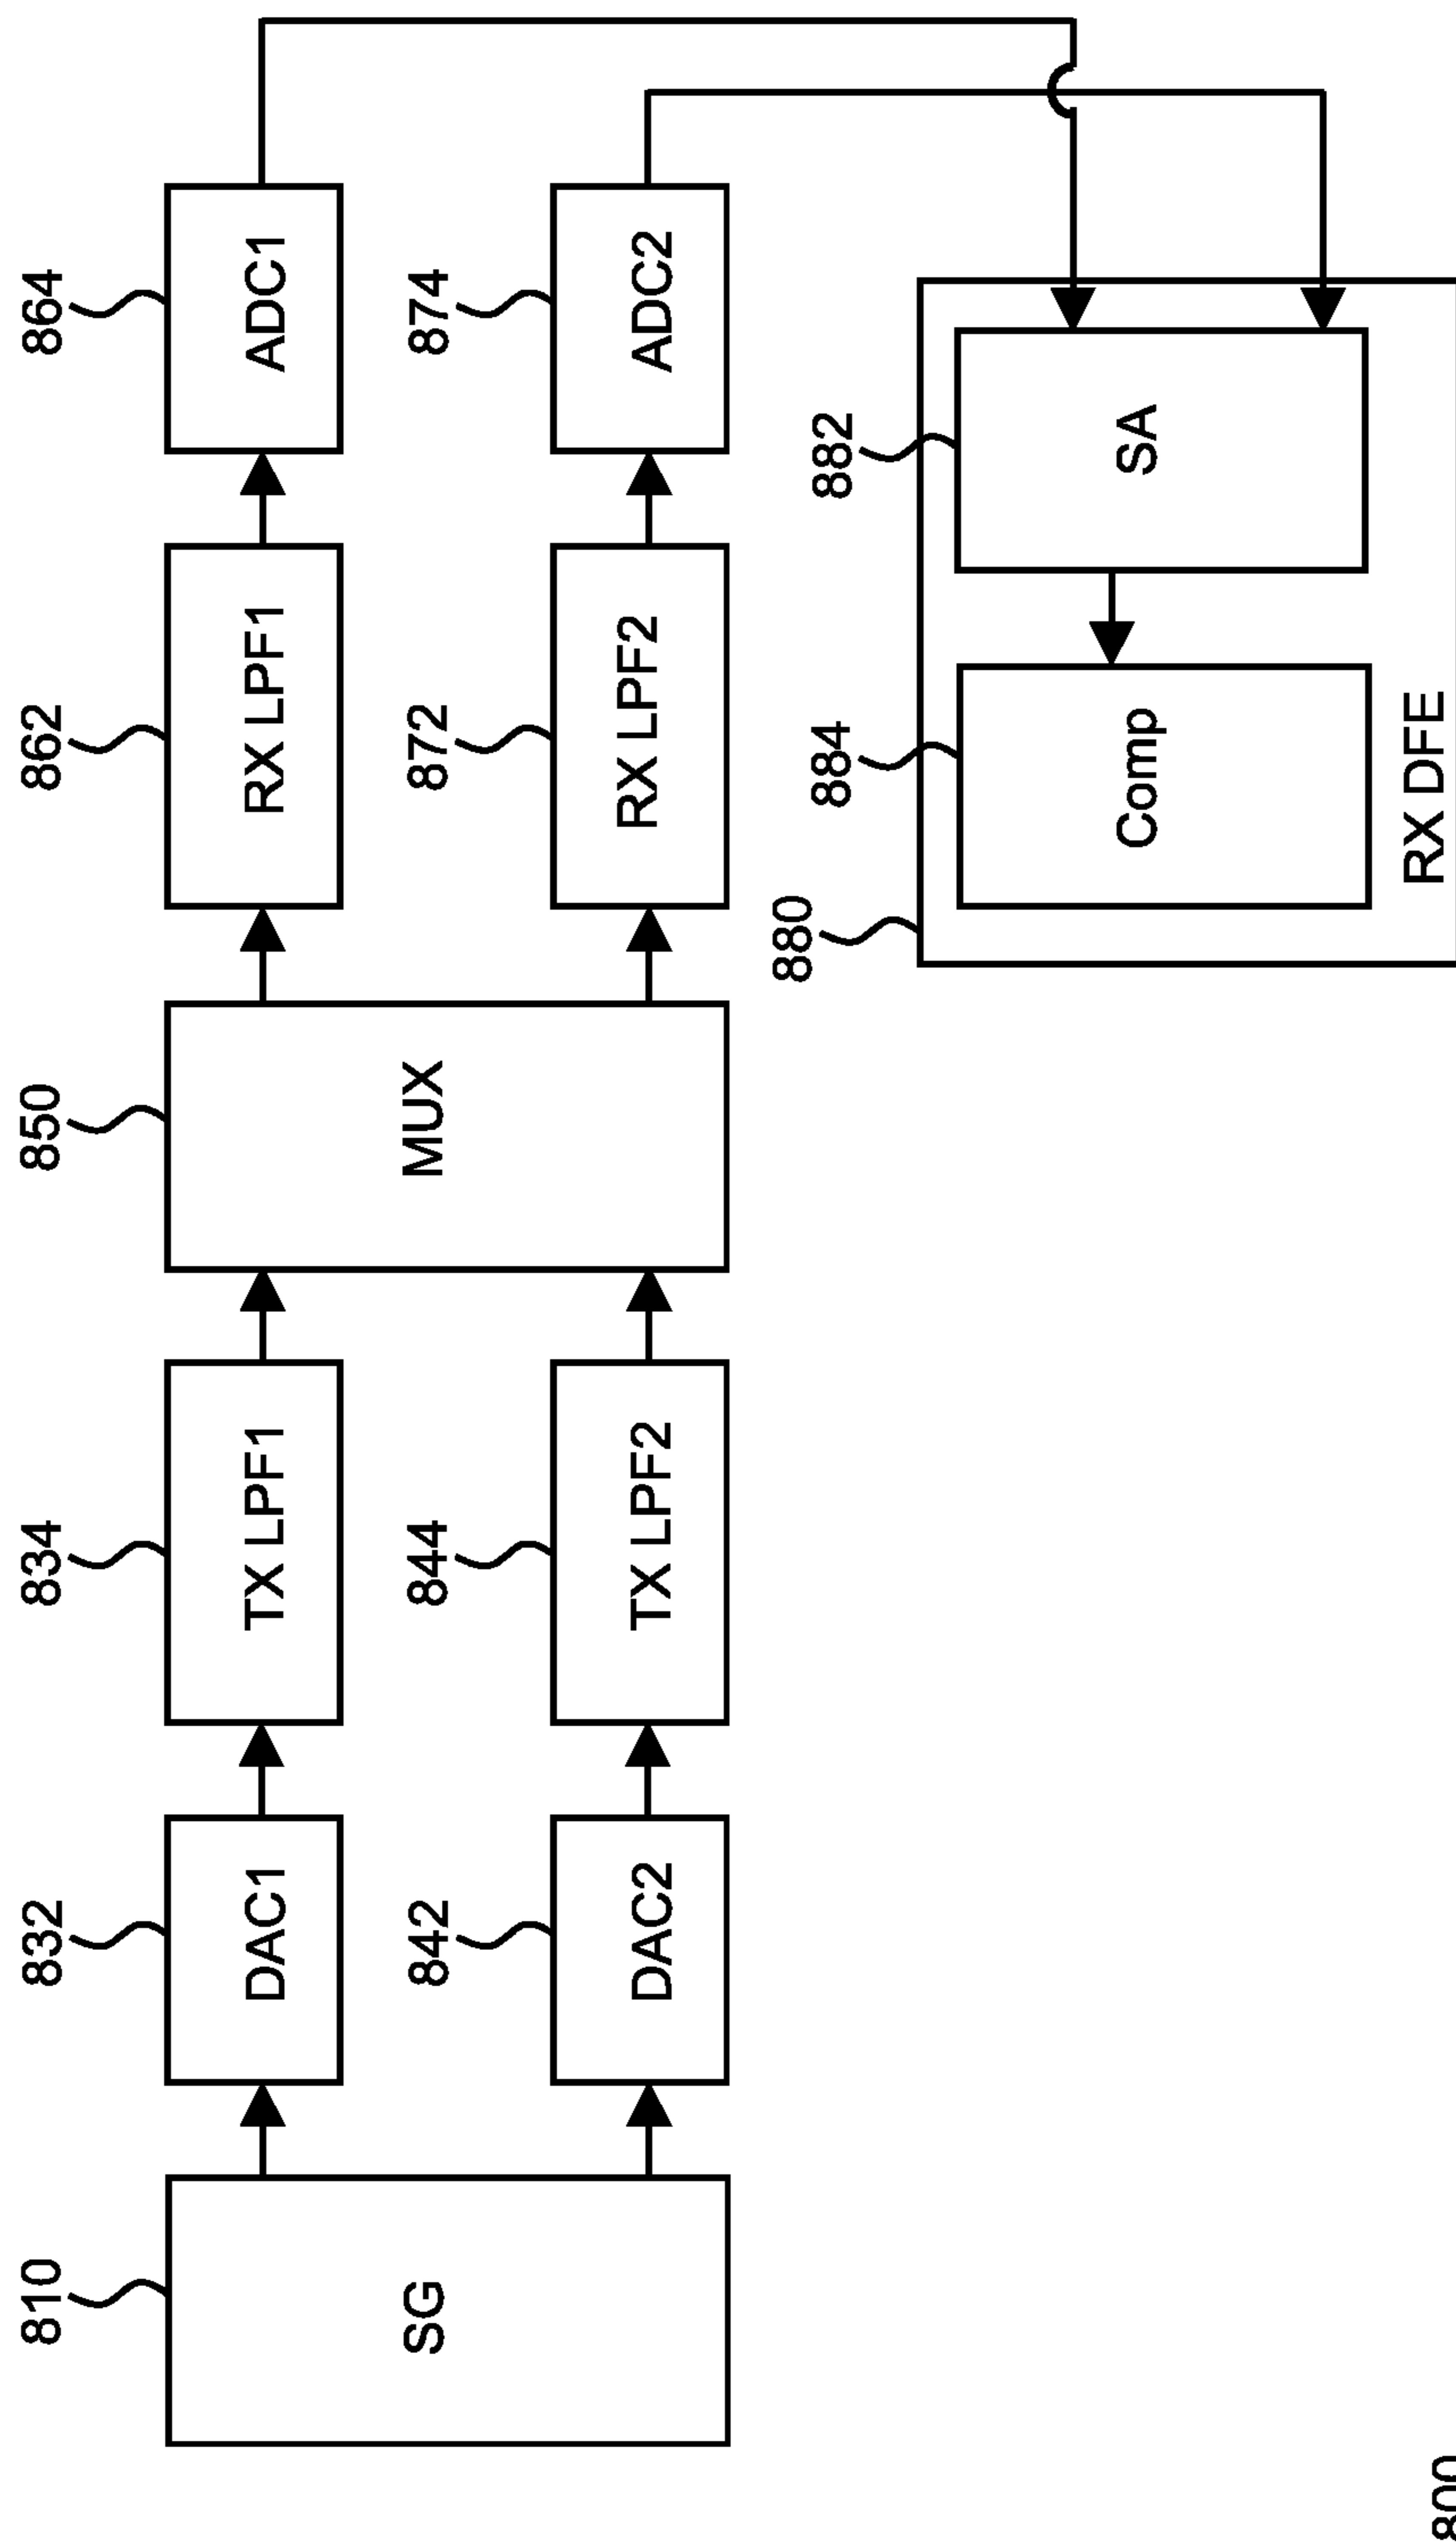 810
832
834
850
862
864
SG
DAC1
TX LPF1
MUX
RX LPF1
ADC1
842
844
872
874
DAC2
TX LPF2
RX LPF2
ADC2
880
884
882
Comp
SA
RX DFE
800